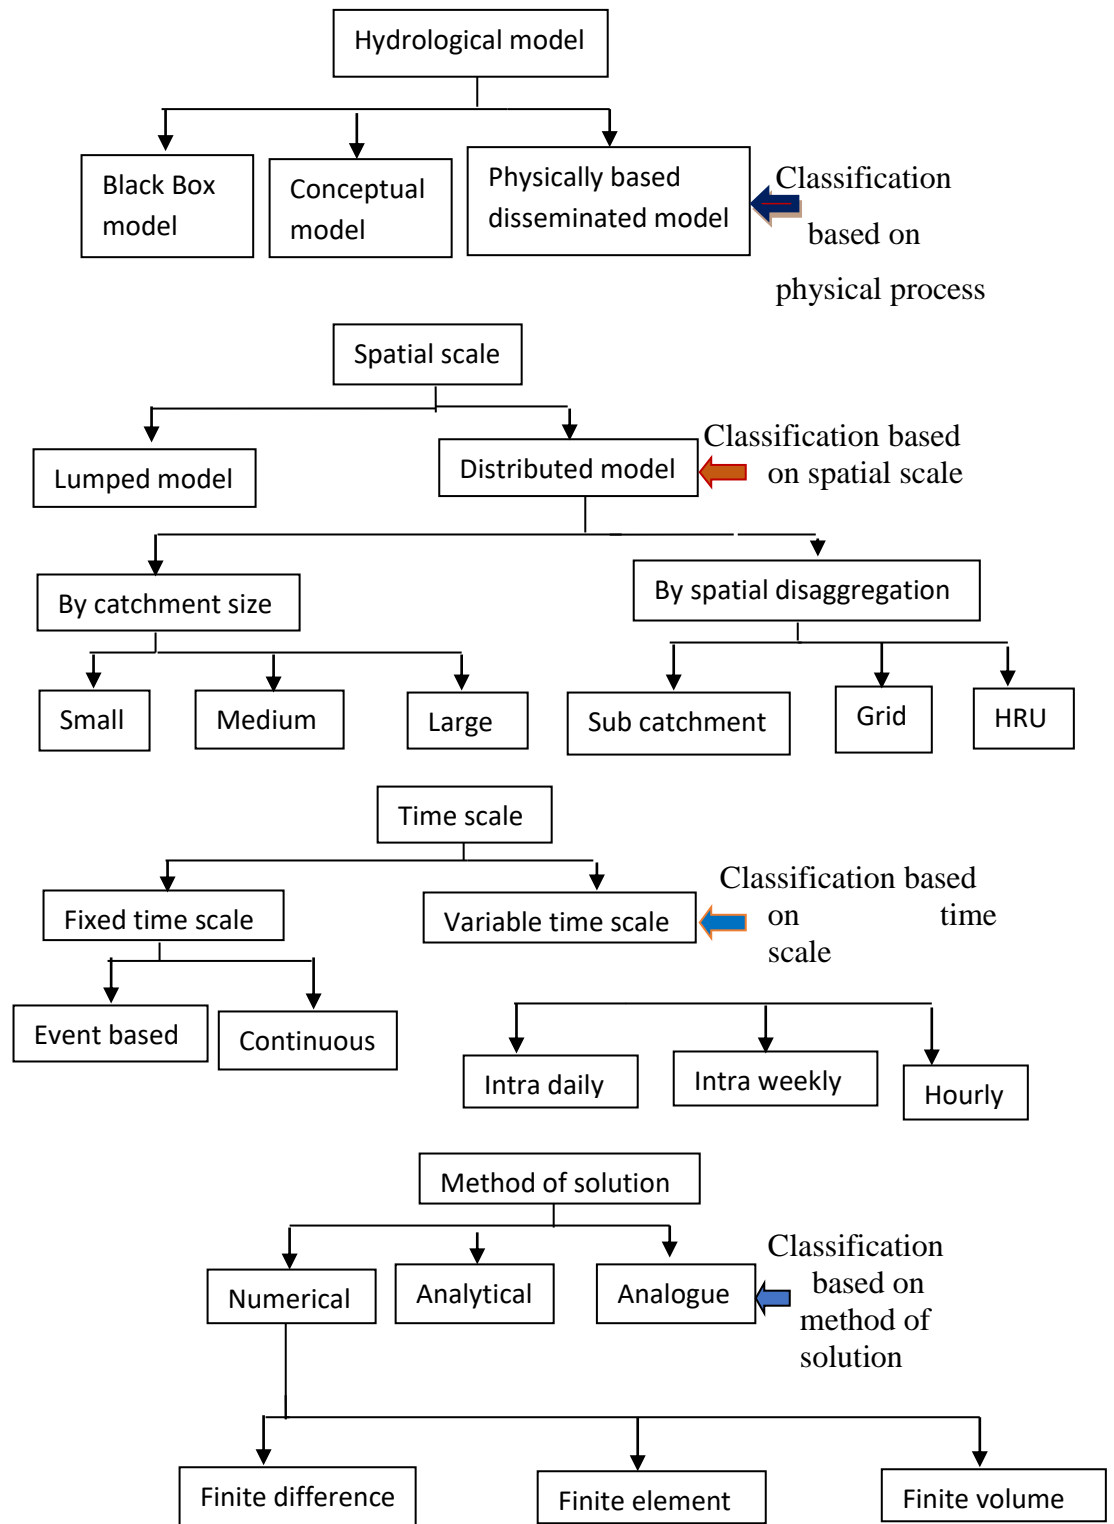 Hydrological model
Black Box
model
Conceptual
model
Physically based
disseminated model
Classification
based on
physical process
Spatial scale
Lumped model
Distributed model
Classification based
on spatial scale
By catchment size
By spatial disaggregation
Small
Medium
Large
Sub catchment
Grid
HRU
Time scale
Fixed time scale
Variable time scale
Classification based
on time
scale
Event based
Continuous
Intra daily
Intra weekly
Hourly
Method of solution
Numerical
Analytical
Analogue
Classification
based on
method of
solution
Finite difference
Finite element
Finite volume